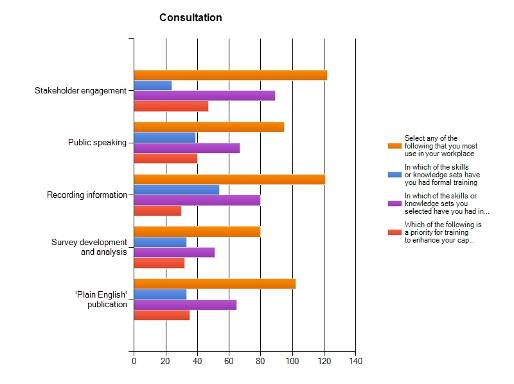 Consultation
Stakeholder engagement
Public speaking
Recording information
Survey development
and analysis
'Plain English'
publication
0 20 40 60 80 100 120 140
Select any of the
following that you most
use in your workplace
In which of the skills
or knowledge sets have
you had formal training
In which of the skills or
knowledge sets you
selected have you had in...
Which of the following is
a priority for training
to enhance your cap...